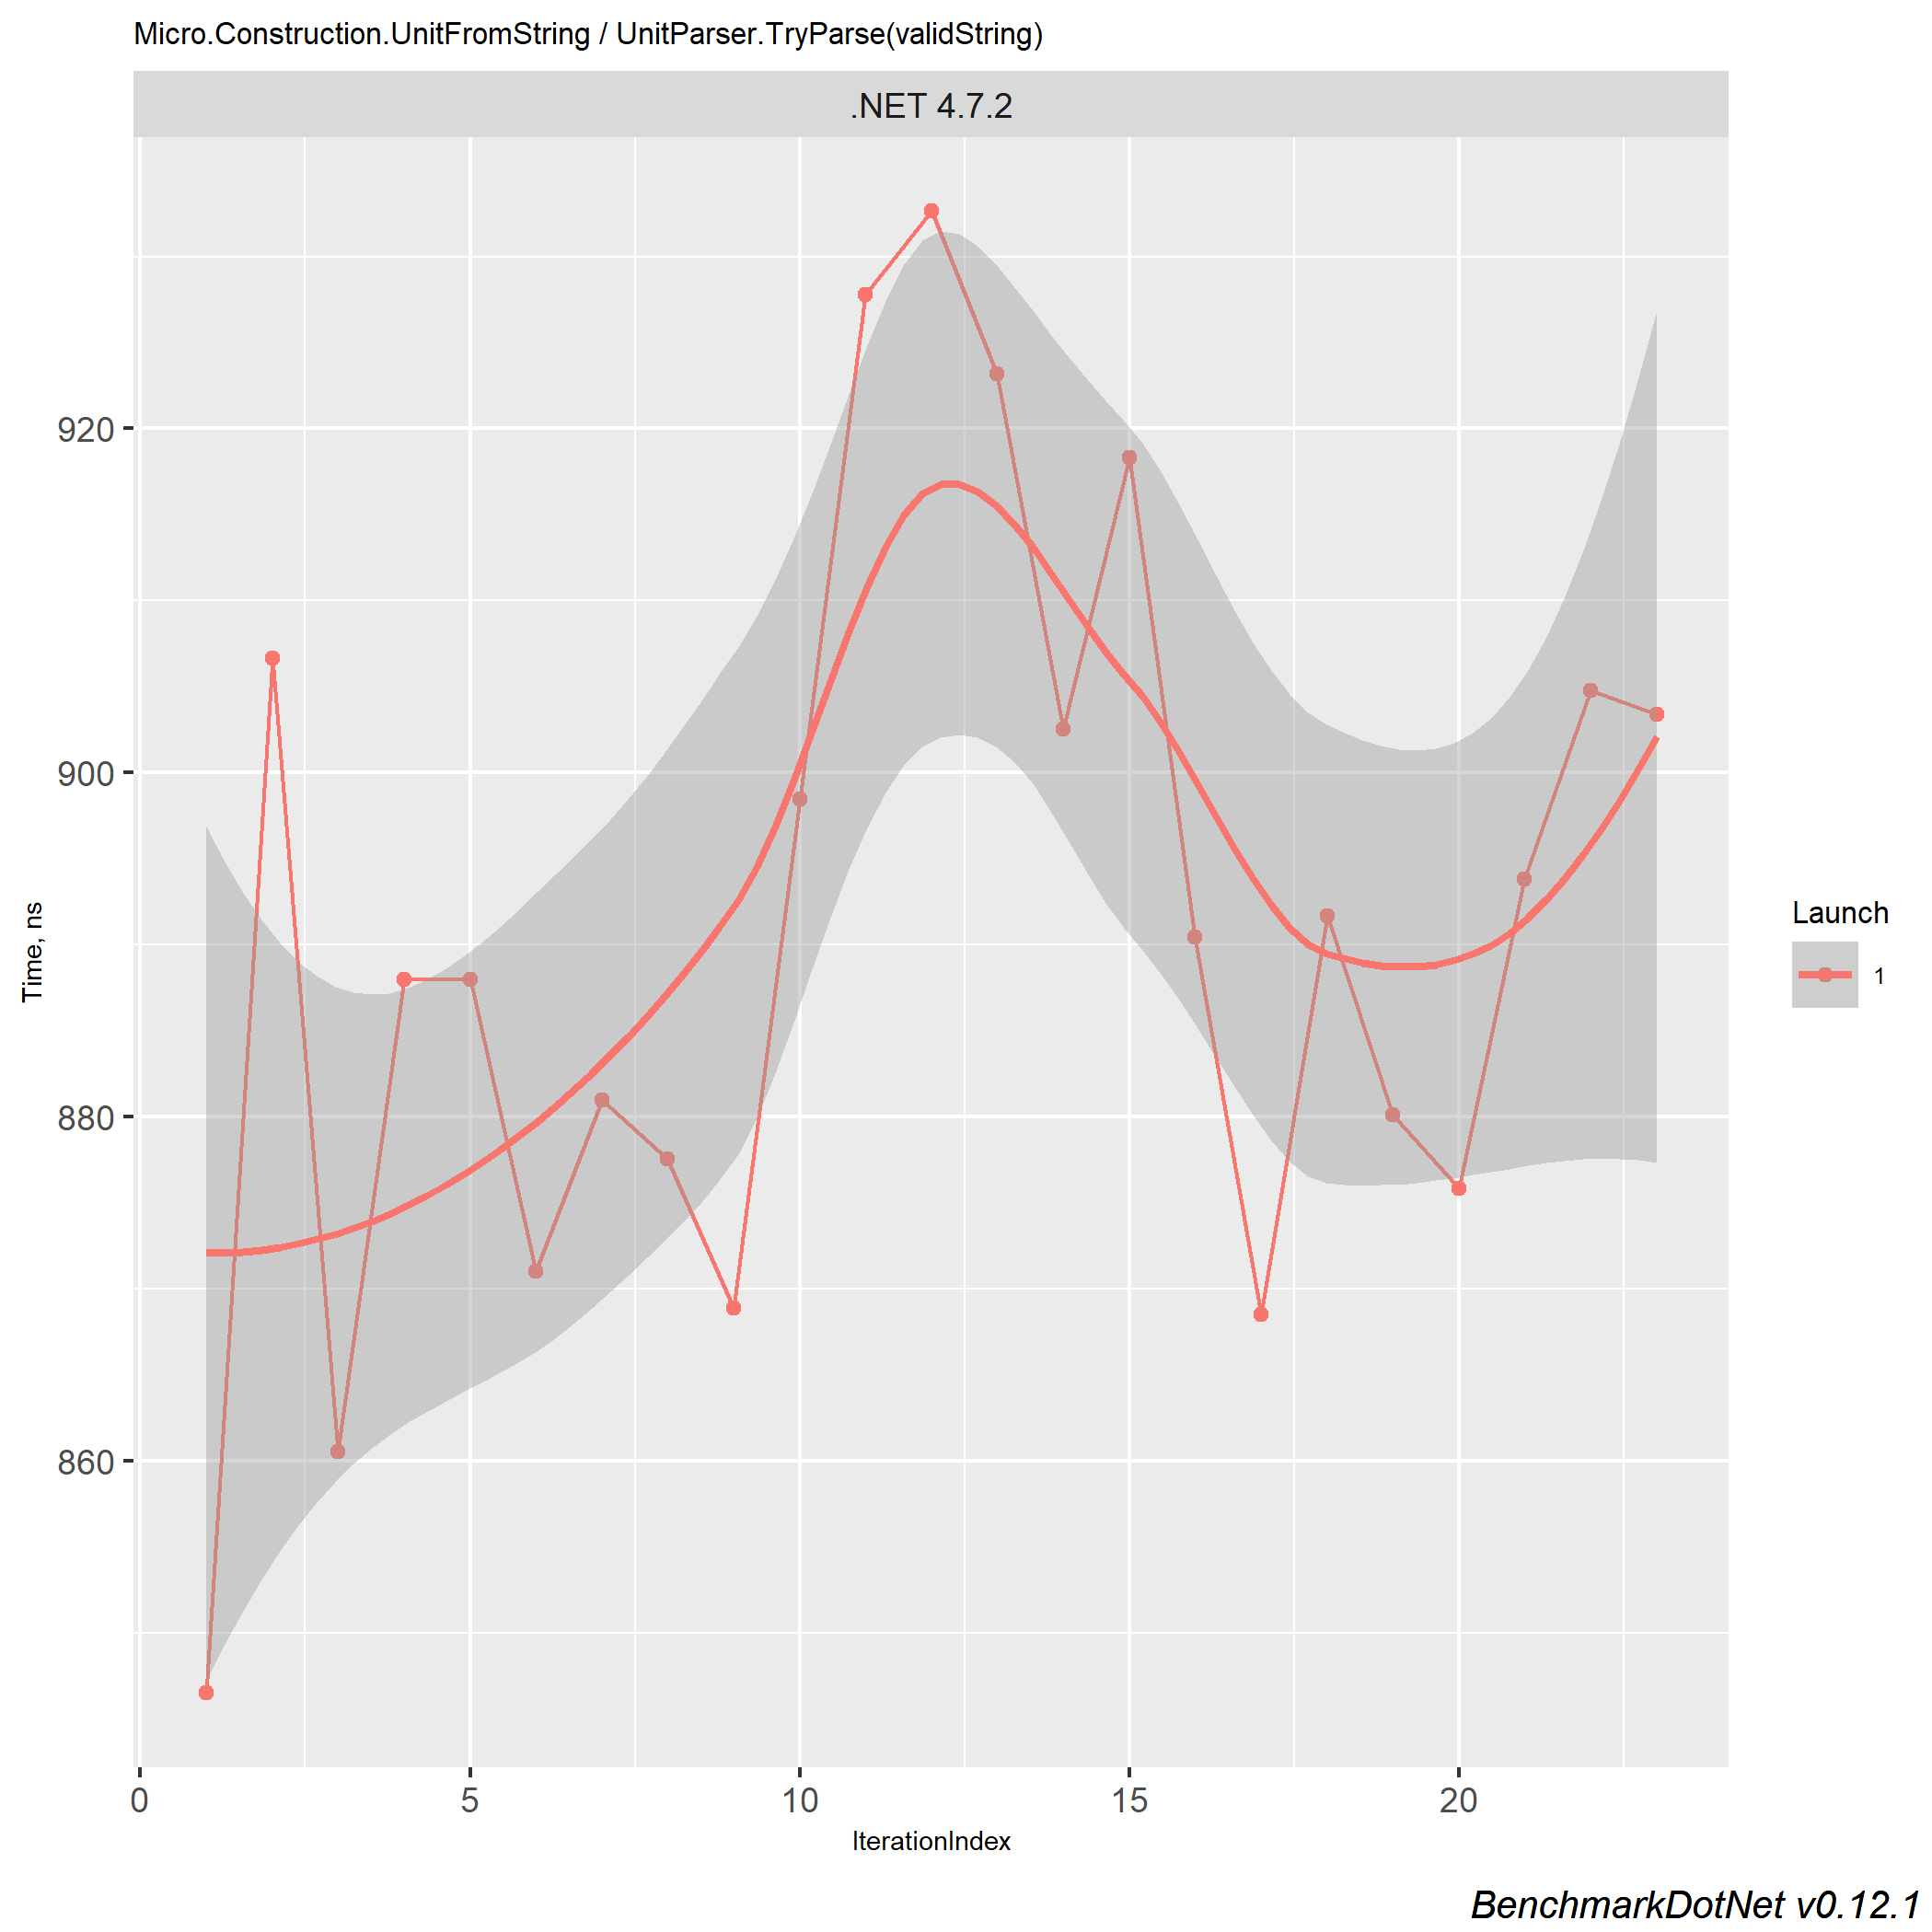 Micro.Construction.UnitFromString / UnitParser.TryParse(validString)
.NET 4.7.2
920
900
880
860
Time, ns
0 5 10 15 20
IterationIndex
Launch
1
BenchmarkDotNet v0.12.1